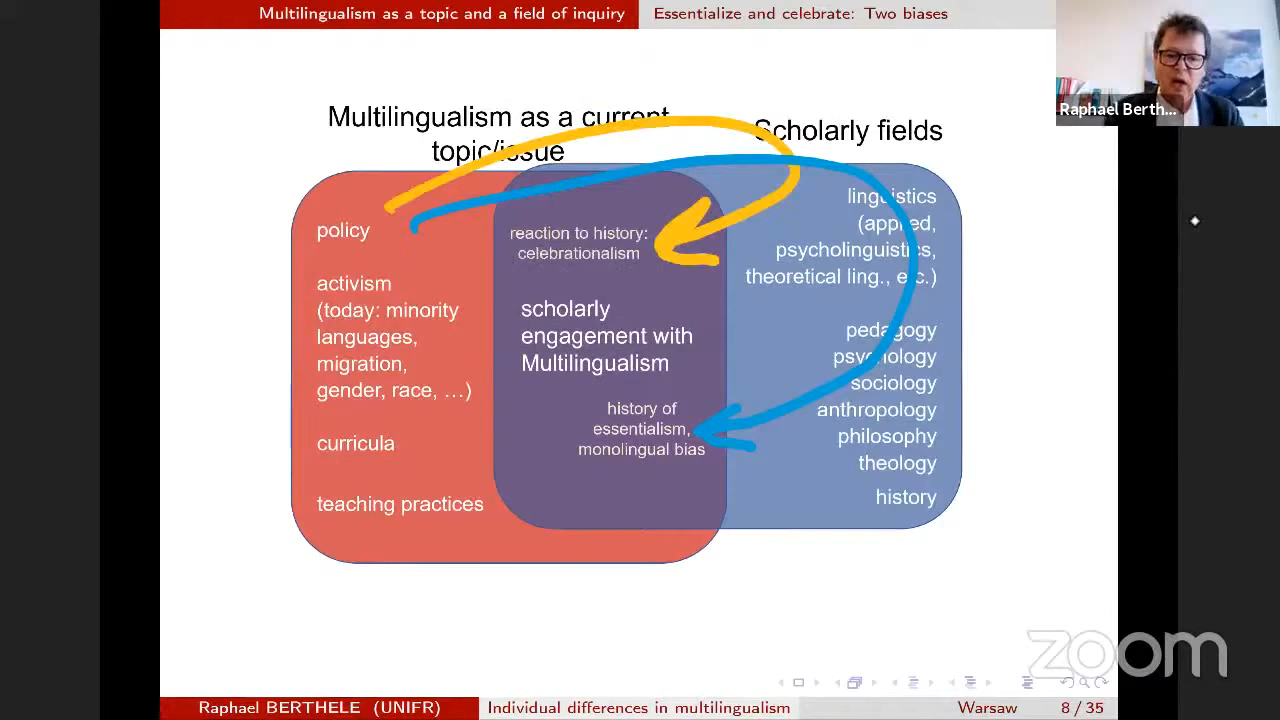 Multilingualism as a topic and a field of inquiry
Essentialize and celebrate: Two biases
Raphael Berthe...
Multilingualism as a current
topic/issue
Scholarly fields
policy
activism
(today: minority
languages,
migration,
gender, race, …)
curricula
teaching practices
reaction to history:
celebrationalism
scholarly
engagement with
Multilingualism
history of
essentialism,
monolingual bias
linguistics
(applied,
psycholinguistics,
theoretical ling., etc.)
pedagogy
psychology
sociology
anthropology
philosophy
theology
history
zoom
Raphael BERTHELE (UNIFR)
Individual differences in multilingualism
Warsaw
8 / 35